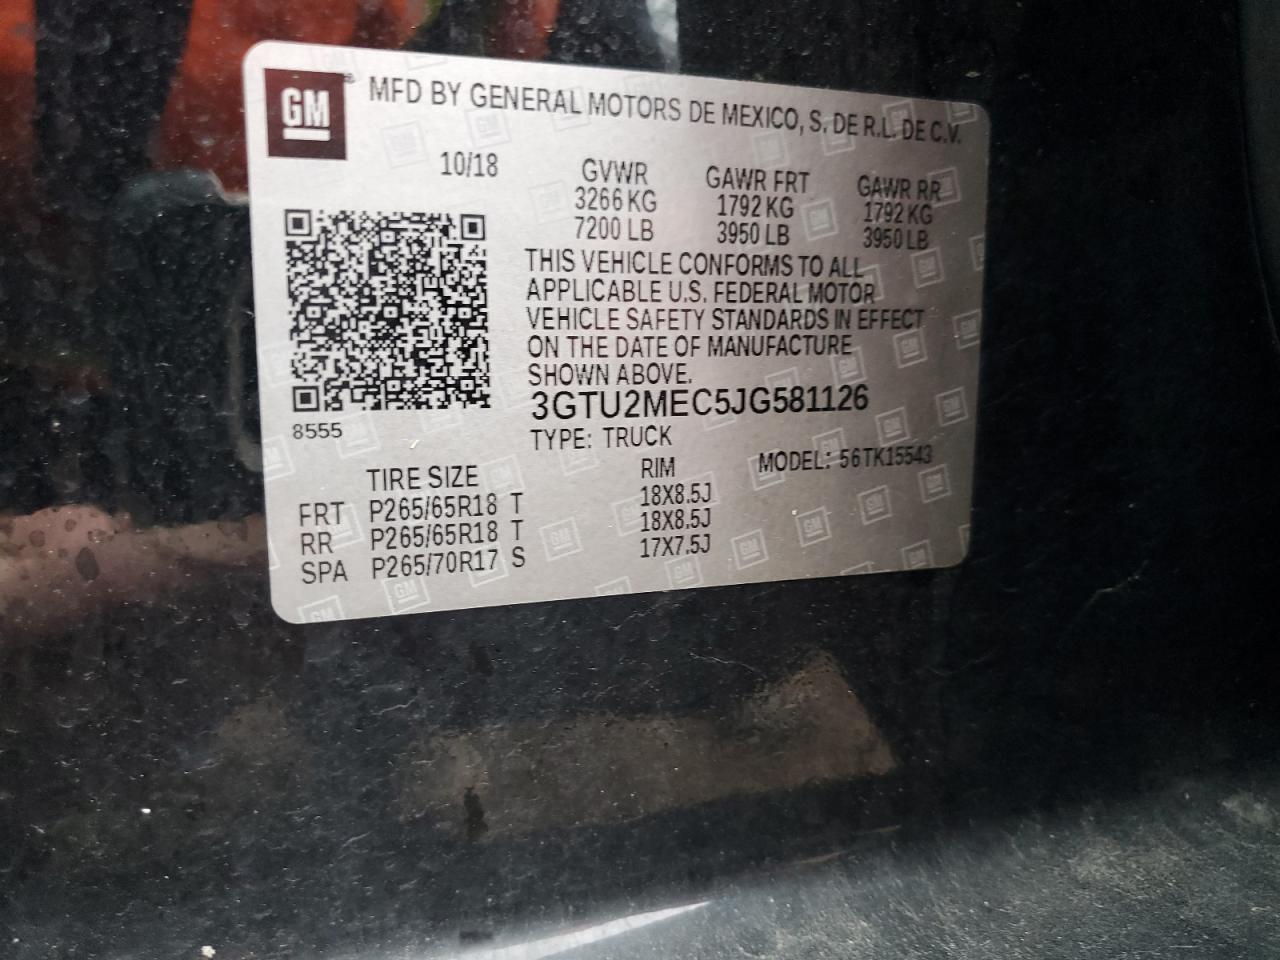 GM
MFD BY GENERAL MOTORS DE MEXICO, S. DE R.L. DE C.V.
10/18
GVWR GAWR FRT GAWR RR
3266 KG 1792 KG 1792 KG
7200 LB 3950 LB 3950 LB
THIS VEHICLE CONFORMS TO ALL
APPLICABLE U.S. FEDERAL MOTOR
VEHICLE SAFETY STANDARDS IN EFFECT
ON THE DATE OF MANUFACTURE
SHOWN ABOVE.
3GTU2MEC5JG581126
8555
TYPE: TRUCK MODEL: 56TK15543
TIRE SIZE RIM
FRT P265/65R18 T 18X8.5J
RR P265/65R18 T 18X8.5J
SPA P265/70R17 S 17X7.5J